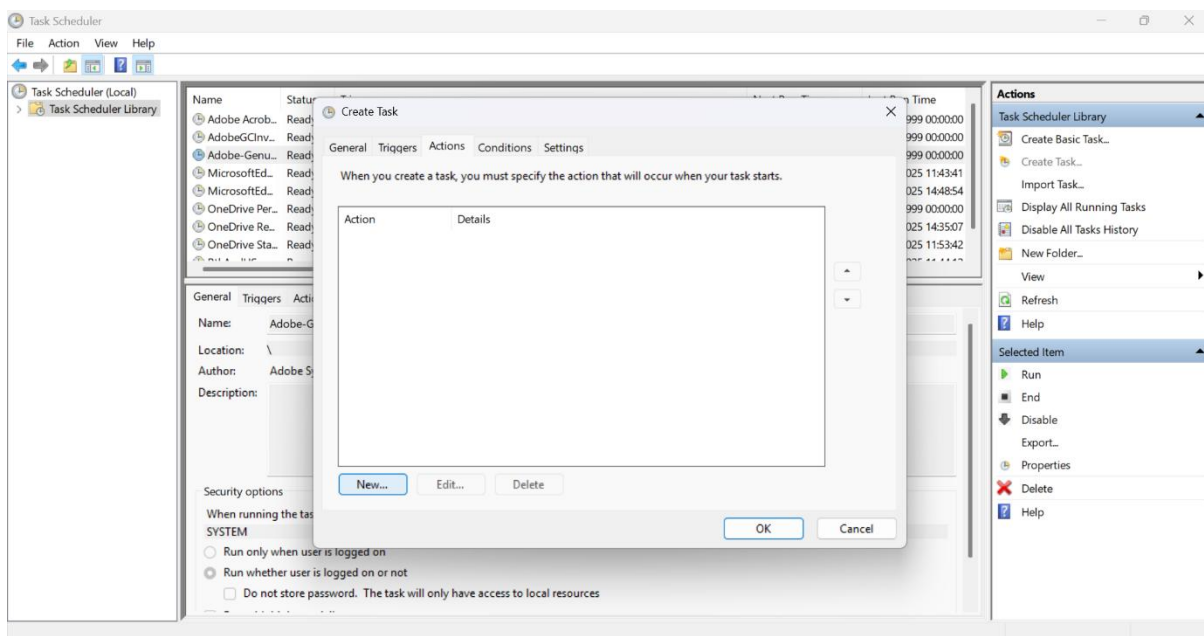 Task Scheduler
File Action View Help
Task Scheduler (Local)
Task Scheduler Library
Name Status
Adobe Acrob... Ready 999 00:00:00
AdobeGCInv... Ready 999 00:00:00
Adobe-Genu... Ready 999 00:00:00
MicrosoftEd... Ready 025 11:43:41
MicrosoftEd... Ready 025 14:48:54
OneDrive Per... Ready 999 00:00:00
OneDrive Re... Ready 025 14:35:07
OneDrive Sta... Ready 025 11:53:42
Create Task
General Triggers Actions Conditions Settings
When you create a task, you must specify the action that will occur when your task starts.
Action Details
New... Edit... Delete
OK Cancel
General Triggers Acti
Name: Adobe-G
Location: \
Author: Adobe Sy
Description:
Security options
When running the tas
SYSTEM
Run only when user is logged on
Run whether user is logged on or not
Do not store password. The task will only have access to local resources
Actions
Task Scheduler Library
Create Basic Task...
Create Task...
Import Task...
Display All Running Tasks
Disable All Tasks History
New Folder...
View
Refresh
Help
Selected Item
Run
End
Disable
Export...
Properties
Delete
Help